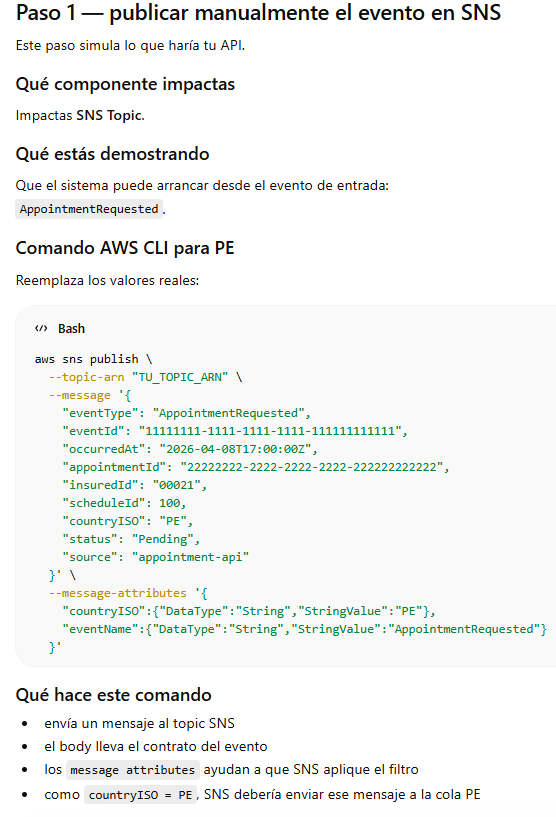 Paso 1 — publicar manualmente el evento en SNS
Este paso simula lo que haría tu API.
Qué componente impactas
Impactas SNS Topic.
Qué estás demostrando
Que el sistema puede arrancar desde el evento de entrada:
AppointmentRequested.
Comando AWS CLI para PE
Reemplaza los valores reales:
</> Bash
aws sns publish \
  --topic-arn "TU_TOPIC_ARN" \
  --message '{
    "eventType": "AppointmentRequested",
    "eventId": "11111111-1111-1111-1111-111111111111",
    "occurredAt": "2026-04-08T17:00:00Z",
    "appointmentId": "22222222-2222-2222-2222-222222222222",
    "insuredId": "00021",
    "scheduleId": 100,
    "countryISO": "PE",
    "status": "Pending",
    "source": "appointment-api"
  }' \
  --message-attributes '{
    "countryISO":{"DataType":"String","StringValue":"PE"},
    "eventName":{"DataType":"String","StringValue":"AppointmentRequested"}
  }'
Qué hace este comando
• envía un mensaje al topic SNS
• el body lleva el contrato del evento
• los message attributes ayudan a que SNS aplique el filtro
• como countryISO = PE, SNS debería enviar ese mensaje a la cola PE